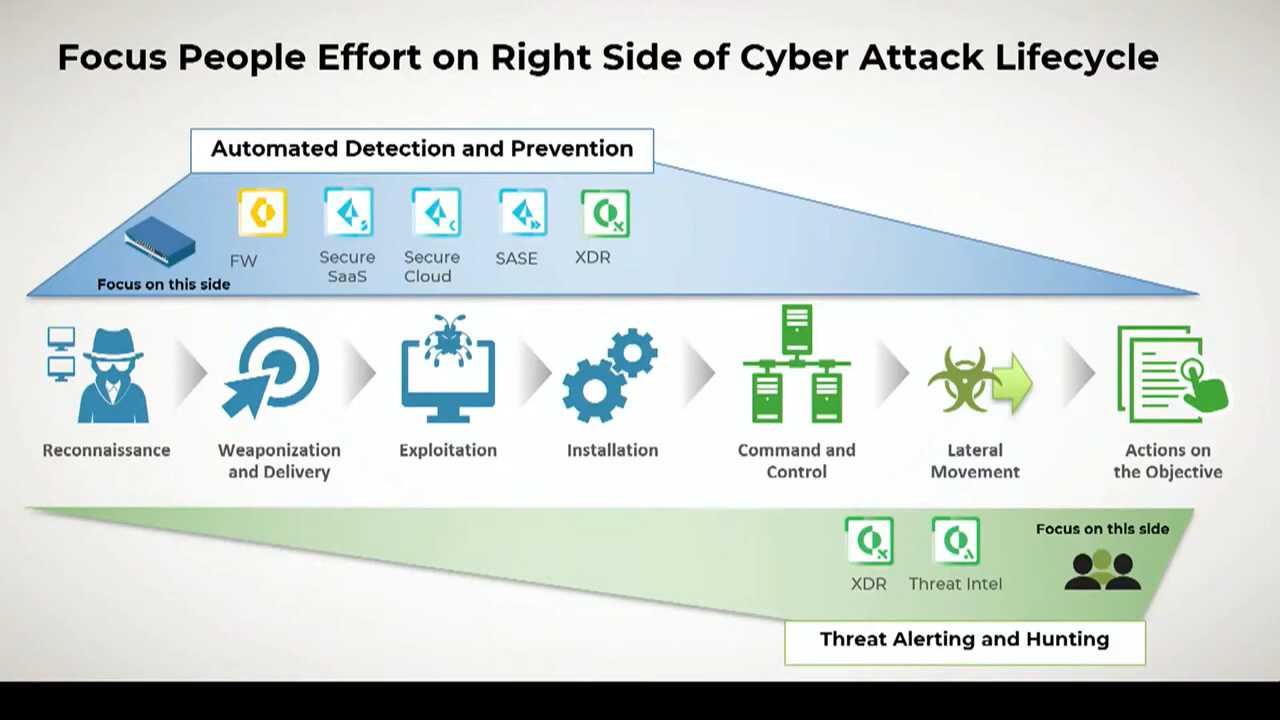 Focus People Effort on Right Side of Cyber Attack Lifecycle
Automated Detection and Prevention
FW
Secure
SaaS
Secure
Cloud
SASE
XDR
Focus on this side
Reconnaissance
Weaponization
and Delivery
Exploitation
Installation
Command and
Control
Lateral
Movement
Actions on
the Objective
Focus on this side
XDR
Threat Intel
Threat Alerting and Hunting